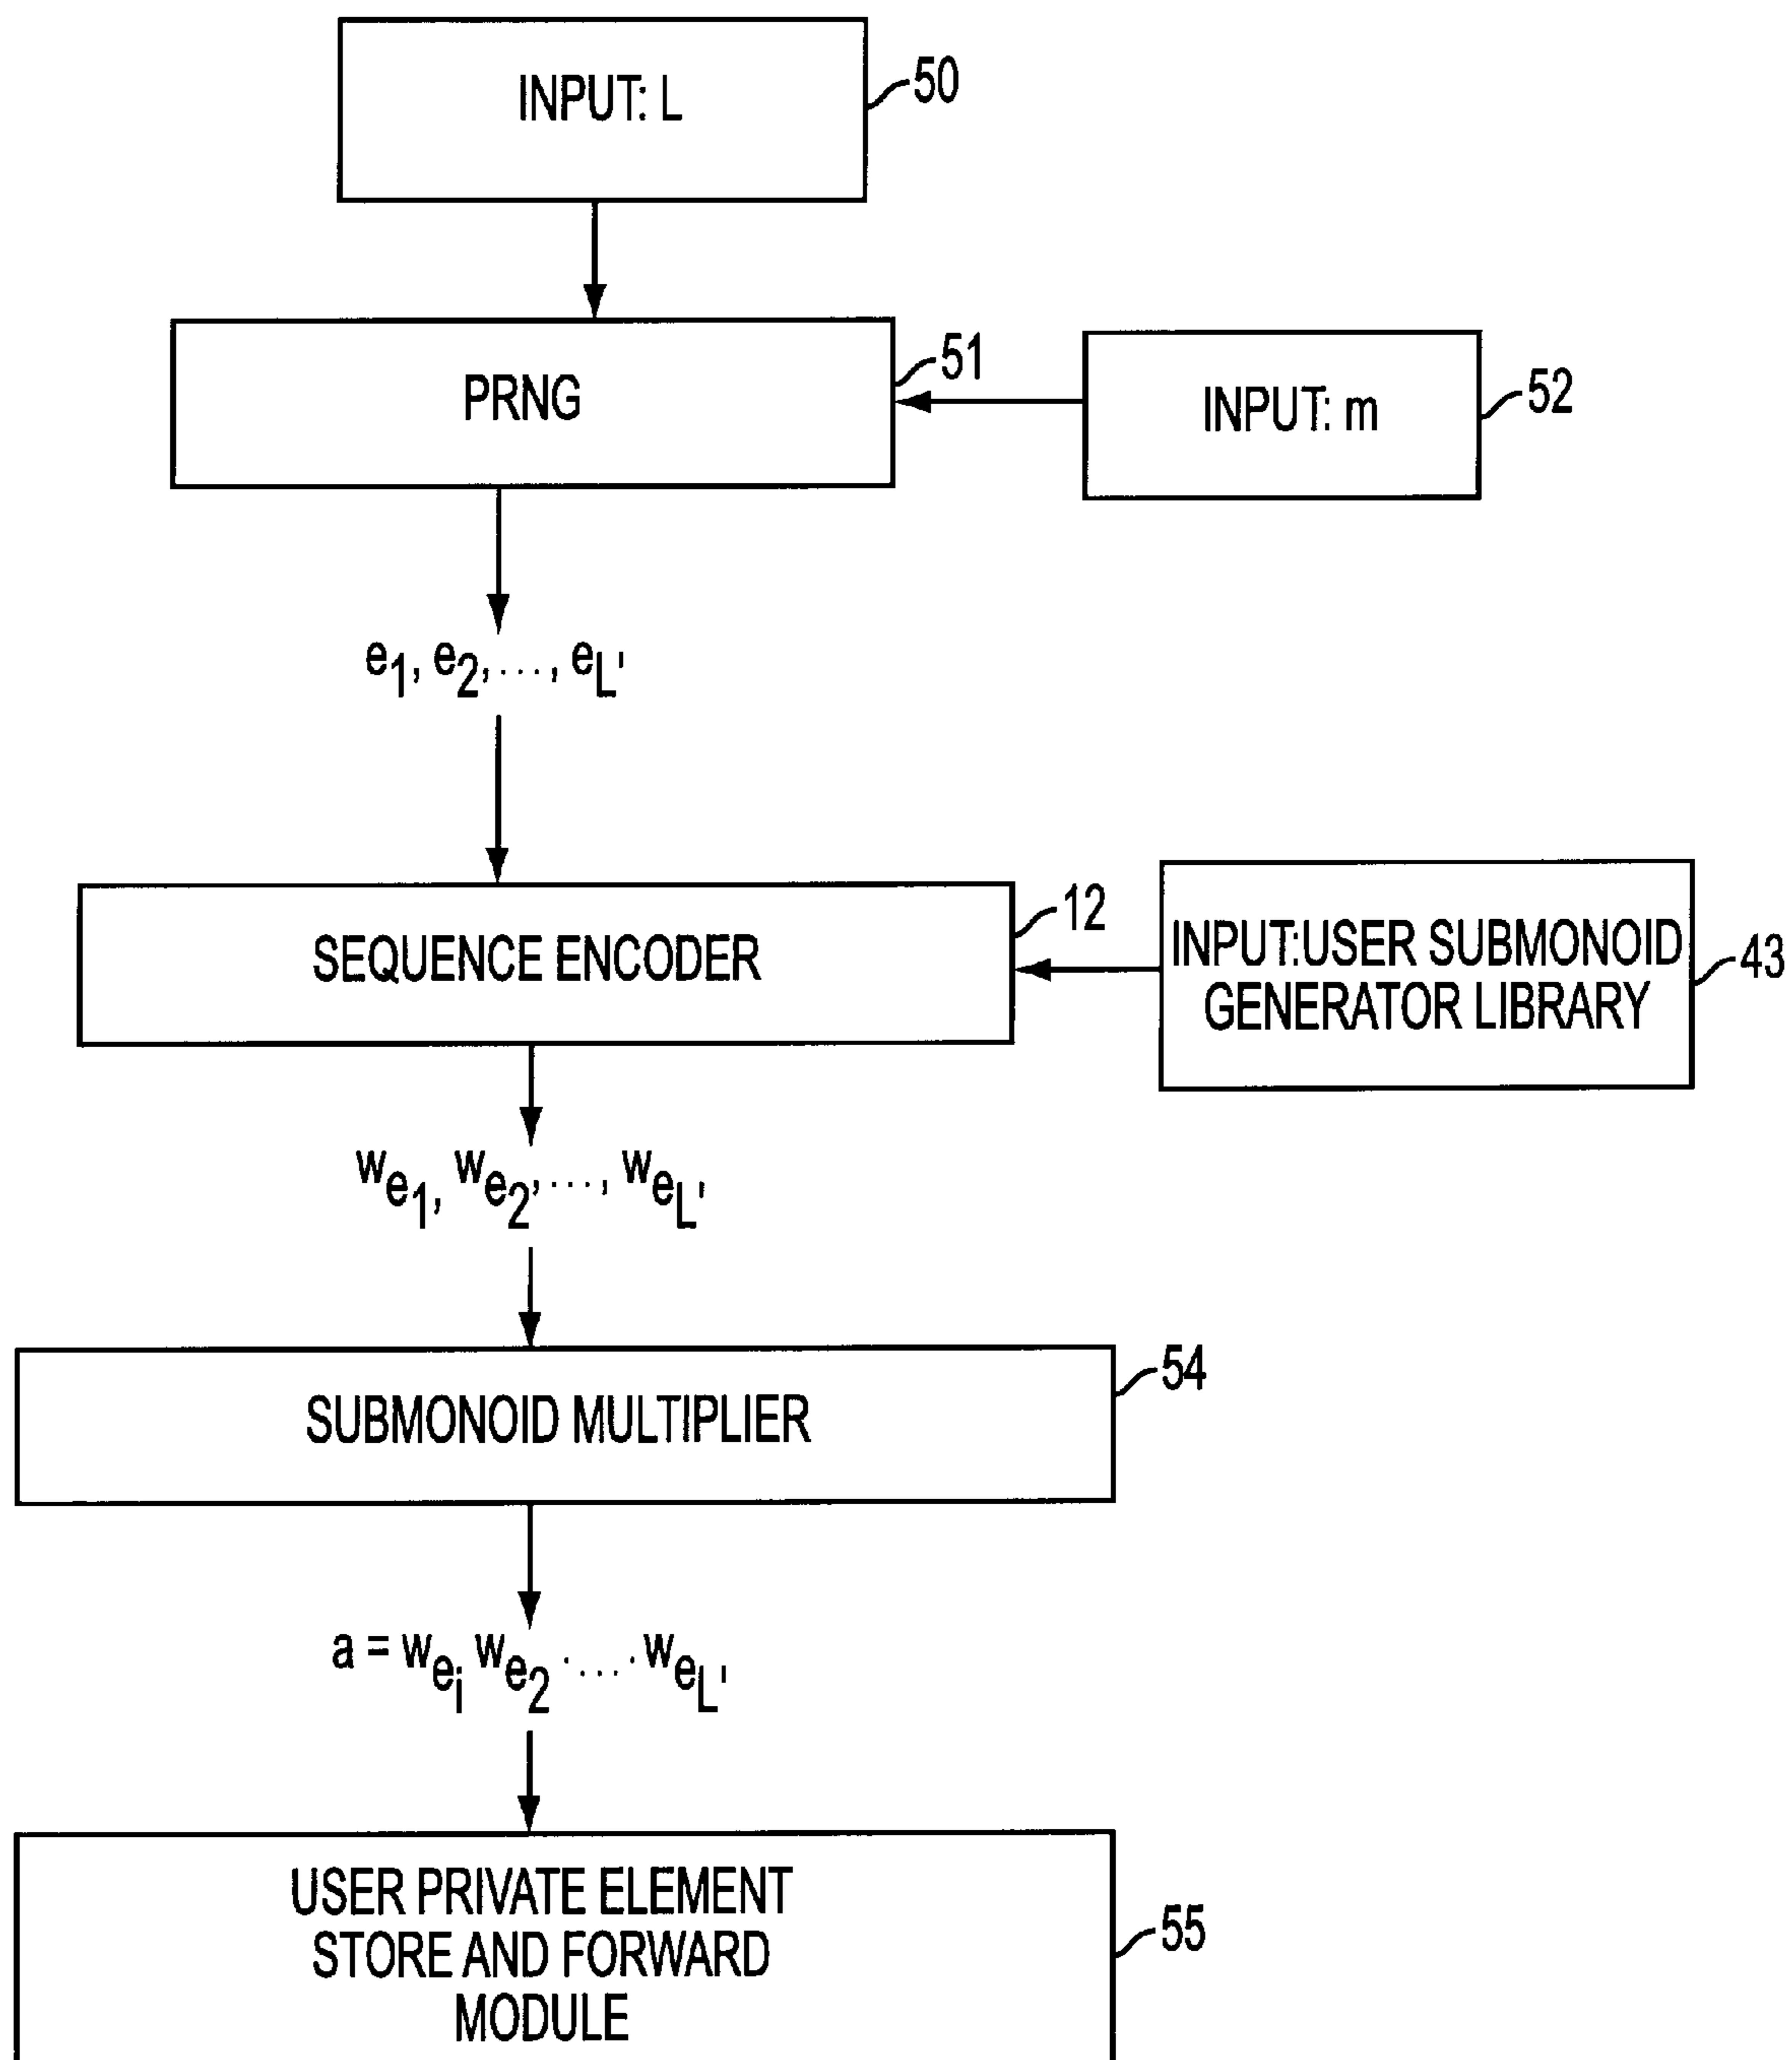 INPUT: L
50
PRNG
51
INPUT: m
52
e1, e2, ..., eL'
SEQUENCE ENCODER
12
INPUT:USER SUBMONOID
GENERATOR LIBRARY
43
we1, we2, ..., weL'
SUBMONOID MULTIPLIER
54
a = wei we2 ..... weL'
USER PRIVATE ELEMENT
STORE AND FORWARD
MODULE
55